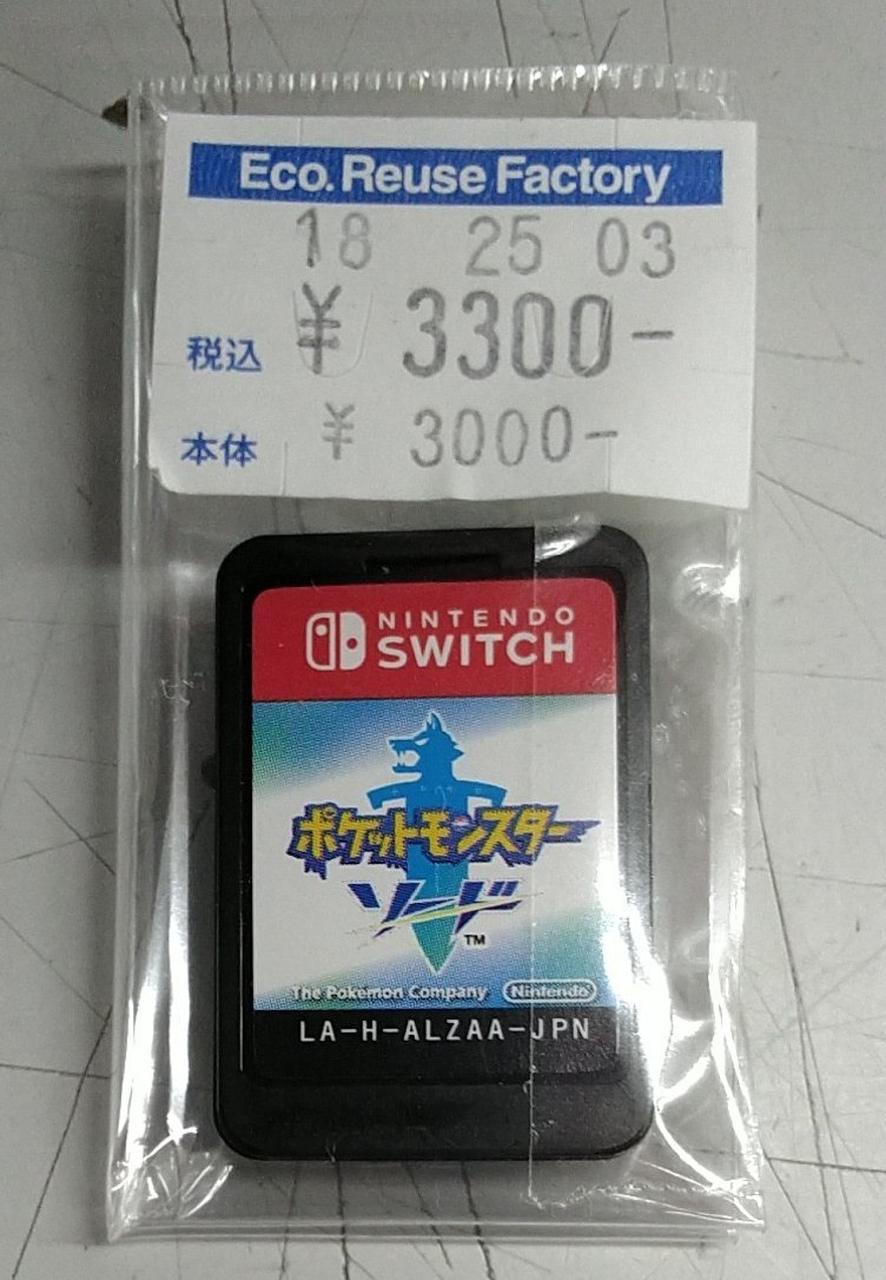 Eco. Reuse Factory
18 25 03
税込 ¥ 3300-
本体 ¥ 3000-
NINTENDO
SWITCH
ポケットモンスター
ソード
TM
The Pokémon Company Nintendo
LA-H-ALZAA-JPN